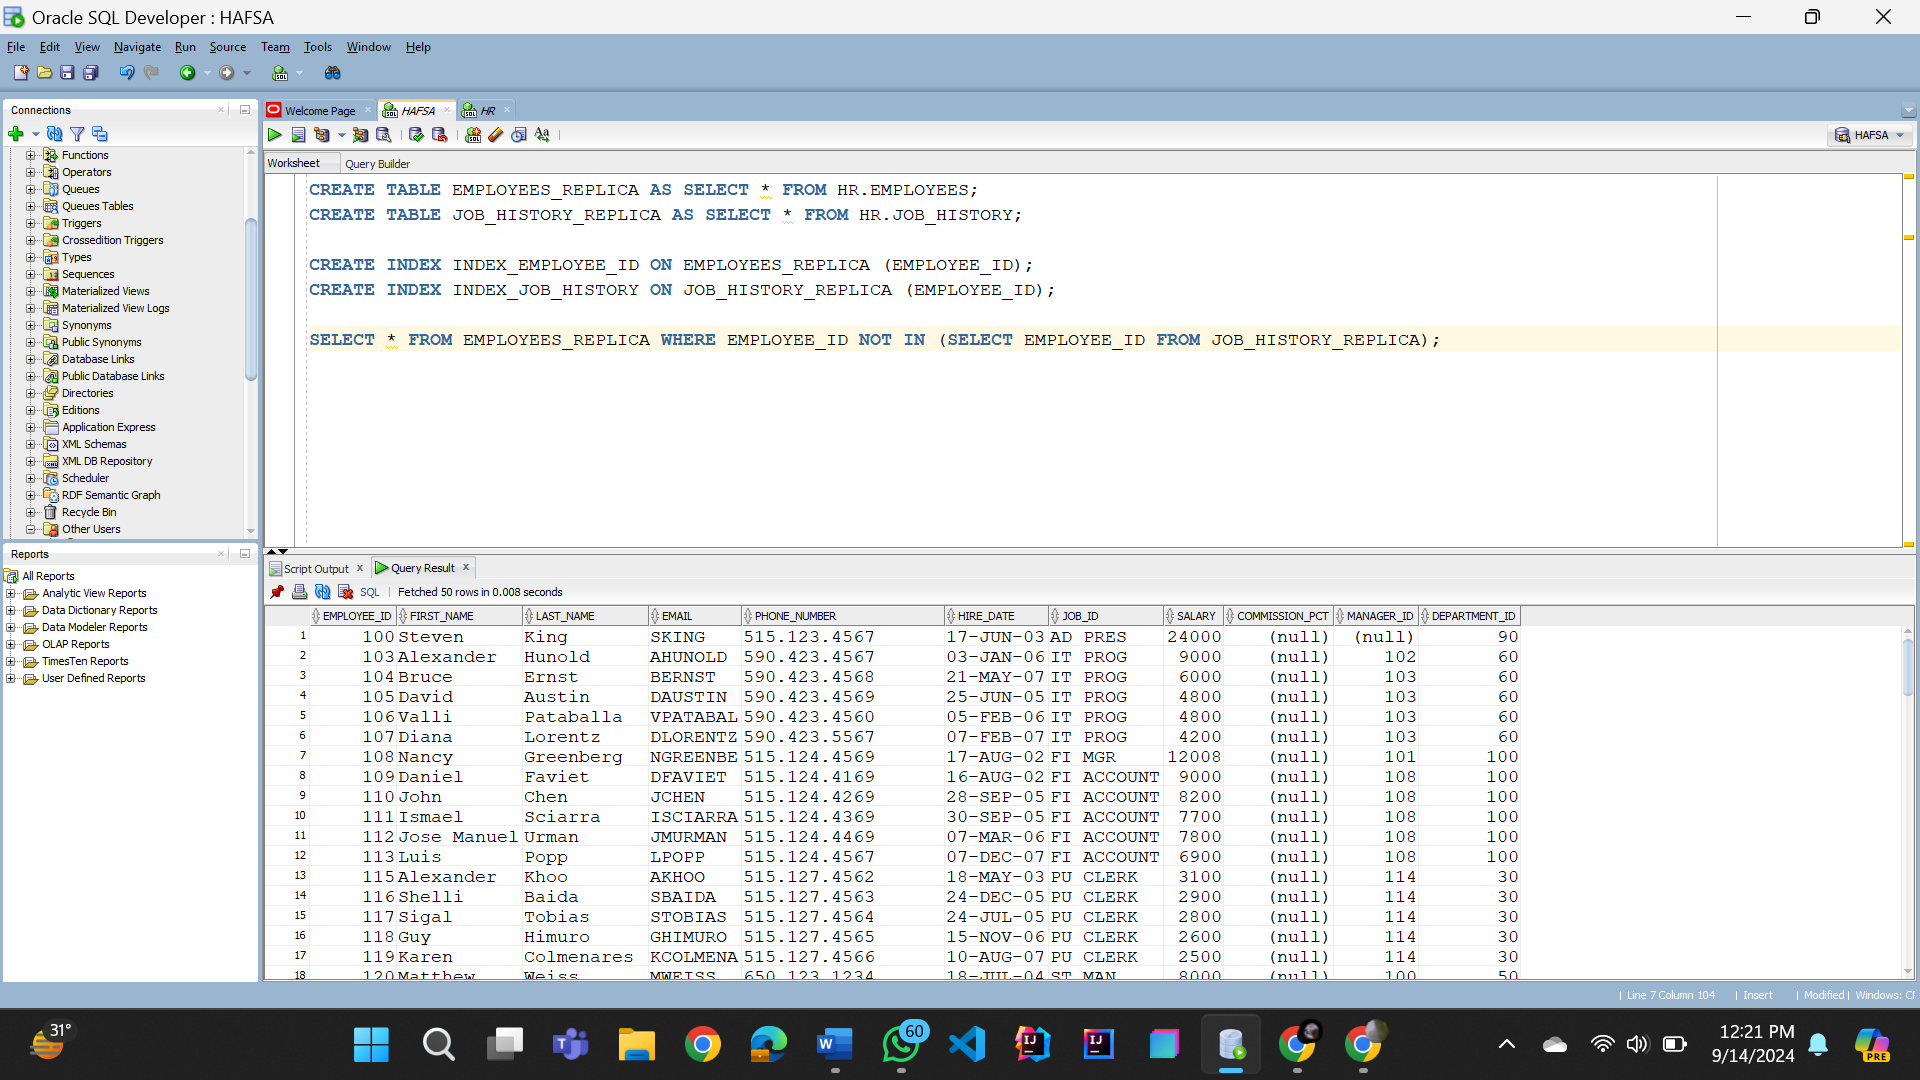 Oracle SQL Developer : HAFSA
File Edit View Navigate Run Source Team Tools Window Help
Connections
Functions
Operators
Queues
Queues Tables
Triggers
Crossedition Triggers
Types
Sequences
Materialized Views
Materialized View Logs
Synonyms
Public Synonyms
Database Links
Public Database Links
Directories
Editions
Application Express
XML Schemas
XML DB Repository
Scheduler
RDF Semantic Graph
Recycle Bin
Other Users
Reports
All Reports
Analytic View Reports
Data Dictionary Reports
Data Modeler Reports
OLAP Reports
TimesTen Reports
User Defined Reports
Welcome Page HAFSA HR
HAFSA
Worksheet Query Builder
CREATE TABLE EMPLOYEES_REPLICA AS SELECT * FROM HR.EMPLOYEES;
CREATE TABLE JOB_HISTORY_REPLICA AS SELECT * FROM HR.JOB_HISTORY;
CREATE INDEX INDEX_EMPLOYEE_ID ON EMPLOYEES_REPLICA (EMPLOYEE_ID);
CREATE INDEX INDEX_JOB_HISTORY ON JOB_HISTORY_REPLICA (EMPLOYEE_ID);
SELECT * FROM EMPLOYEES_REPLICA WHERE EMPLOYEE_ID NOT IN (SELECT EMPLOYEE_ID FROM JOB_HISTORY_REPLICA);
Script Output x Query Result x
SQL | Fetched 50 rows in 0.008 seconds
EMPLOYEE_ID FIRST_NAME LAST_NAME EMAIL PHONE_NUMBER HIRE_DATE JOB_ID SALARY COMMISSION_PCT MANAGER_ID DEPARTMENT_ID
1 100 Steven King SKING 515.123.4567 17-JUN-03 AD PRES 24000 (null) (null) 90
2 103 Alexander Hunold AHUNOLD 590.423.4567 03-JAN-06 IT PROG 9000 (null) 102 60
3 104 Bruce Ernst BERNST 590.423.4568 21-MAY-07 IT PROG 6000 (null) 103 60
4 105 David Austin DAUSTIN 590.423.4569 25-JUN-05 IT PROG 4800 (null) 103 60
5 106 Valli Pataballa VPATABAL 590.423.4560 05-FEB-06 IT PROG 4800 (null) 103 60
6 107 Diana Lorentz DLORENTZ 590.423.5567 07-FEB-07 IT PROG 4200 (null) 103 60
7 108 Nancy Greenberg NGREENBE 515.124.4569 17-AUG-02 FI MGR 12008 (null) 101 100
8 109 Daniel Faviet DFAVIET 515.124.4169 16-AUG-02 FI ACCOUNT 9000 (null) 108 100
9 110 John Chen JCHEN 515.124.4269 28-SEP-05 FI ACCOUNT 8200 (null) 108 100
10 111 Ismael Sciarra ISCIARRA 515.124.4369 30-SEP-05 FI ACCOUNT 7700 (null) 108 100
11 112 Jose Manuel Urman JMURMAN 515.124.4469 07-MAR-06 FI ACCOUNT 7800 (null) 108 100
12 113 Luis Popp LPOPP 515.124.4567 07-DEC-07 FI ACCOUNT 6900 (null) 108 100
13 115 Alexander Khoo AKHOO 515.127.4562 18-MAY-03 PU CLERK 3100 (null) 114 30
14 116 Shelli Baida SBAIDA 515.127.4563 24-DEC-05 PU CLERK 2900 (null) 114 30
15 117 Sigal Tobias STOBIAS 515.127.4564 24-JUL-05 PU CLERK 2800 (null) 114 30
16 118 Guy Himuro GHIMURO 515.127.4565 15-NOV-06 PU CLERK 2600 (null) 114 30
17 119 Karen Colmenares KCOLMENA 515.127.4566 10-AUG-07 PU CLERK 2500 (null) 114 30
18 120 Matthew Weiss MWEISS 650.123.1234 18-JUL-04 ST MAN 8000 (null) 100 50
| Line 7 Column 104 | Insert | Modified | Windows: CF
31°
60
12:21 PM
9/14/2024
PRE